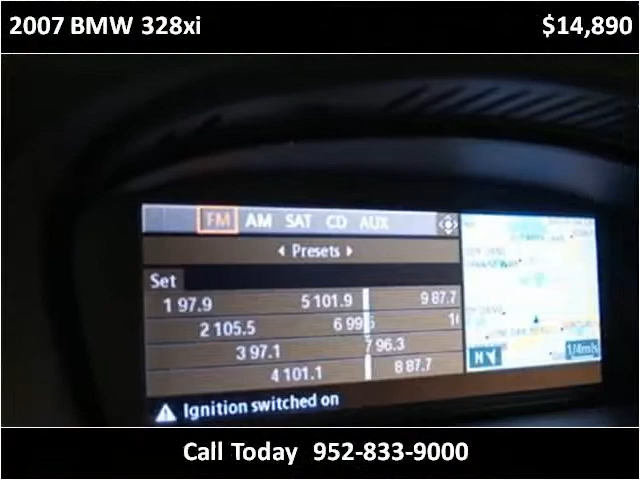 2007 BMW 328xi $14,890
FM AM SAT CD AUX
Presets
Set
1 97.9 5 101.9 9 87.7
2 105.5 6 99
3 97.1 7 96.3
4 101.1 8 87.7
N 1/4mls
Ignition switched on
Call Today 952-833-9000